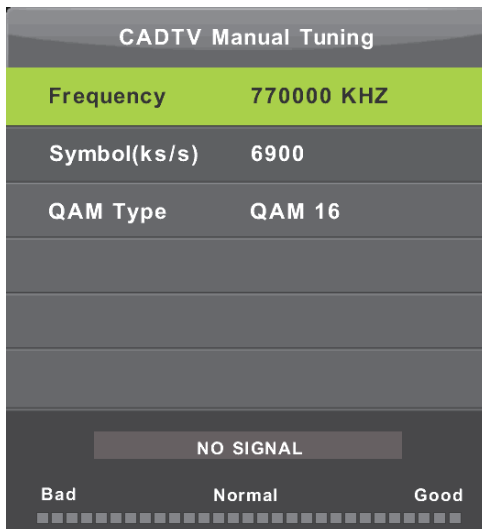 CADTV Manual Tuning
Frequency 770000 KHZ
Symbol(ks/s) 6900
QAM Type QAM 16
NO SIGNAL
Bad Normal Good